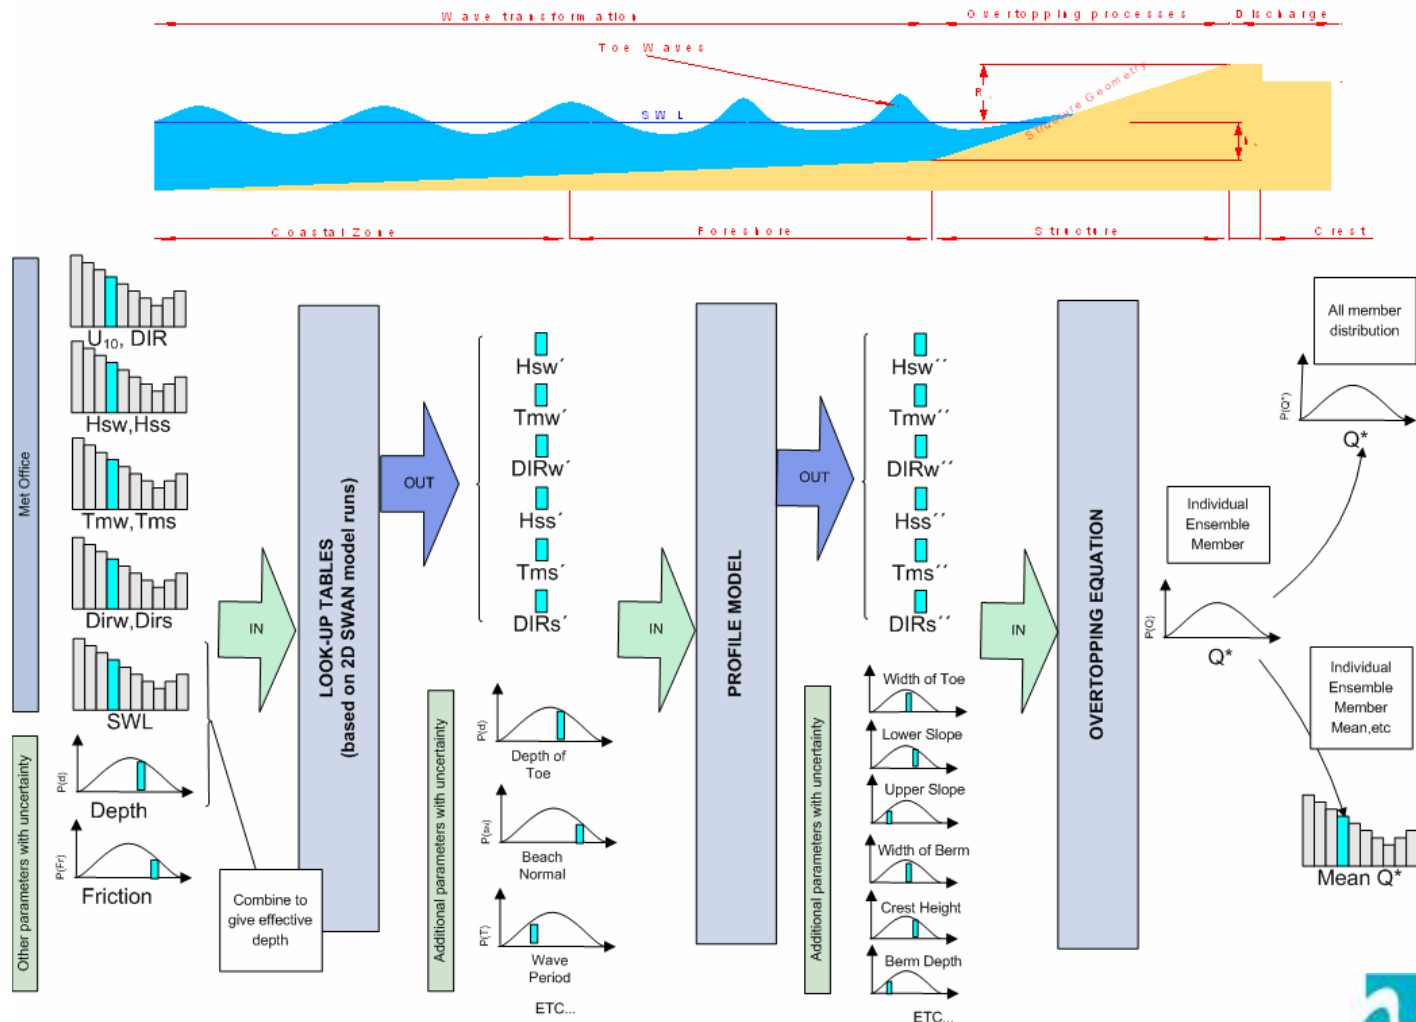 Wave transformation
Overtopping processes
Discharge
Toe Waves
SWL
R
Structure Geometry
h
Coastal Zone
Foreshore
Structure
Crest
Met Office
U10, DIR
Hsw,Hss
Tmw,Tms
Dirw,Dirs
SWL
Other parameters with uncertainty
P(d)
Depth
P(Fr)
Friction
Combine to
give effective
depth
IN
LOOK-UP TABLES
(based on 2D SWAN model runs)
OUT
Hsw´
Tmw´
DIRw´
Hss´
Tms´
DIRs´
Additional parameters with uncertainty
P(d)
Depth of
Toe
P(SN)
Beach
Normal
P(T)
Wave
Period
ETC...
IN
PROFILE MODEL
OUT
Hsw´´
Tmw´´
DIRw´´
Hss´´
Tms´´
DIRs´´
Additional parameters with uncertainty
Width of Toe
Lower Slope
Upper Slope
Width of Berm
Crest Height
Berm Depth
ETC...
IN
OVERTOPPING EQUATION
Individual
Ensemble
Member
P(Q)
Q*
All member
distribution
P(Q*)
Q*
Individual
Ensemble
Member
Mean,etc
Mean Q*